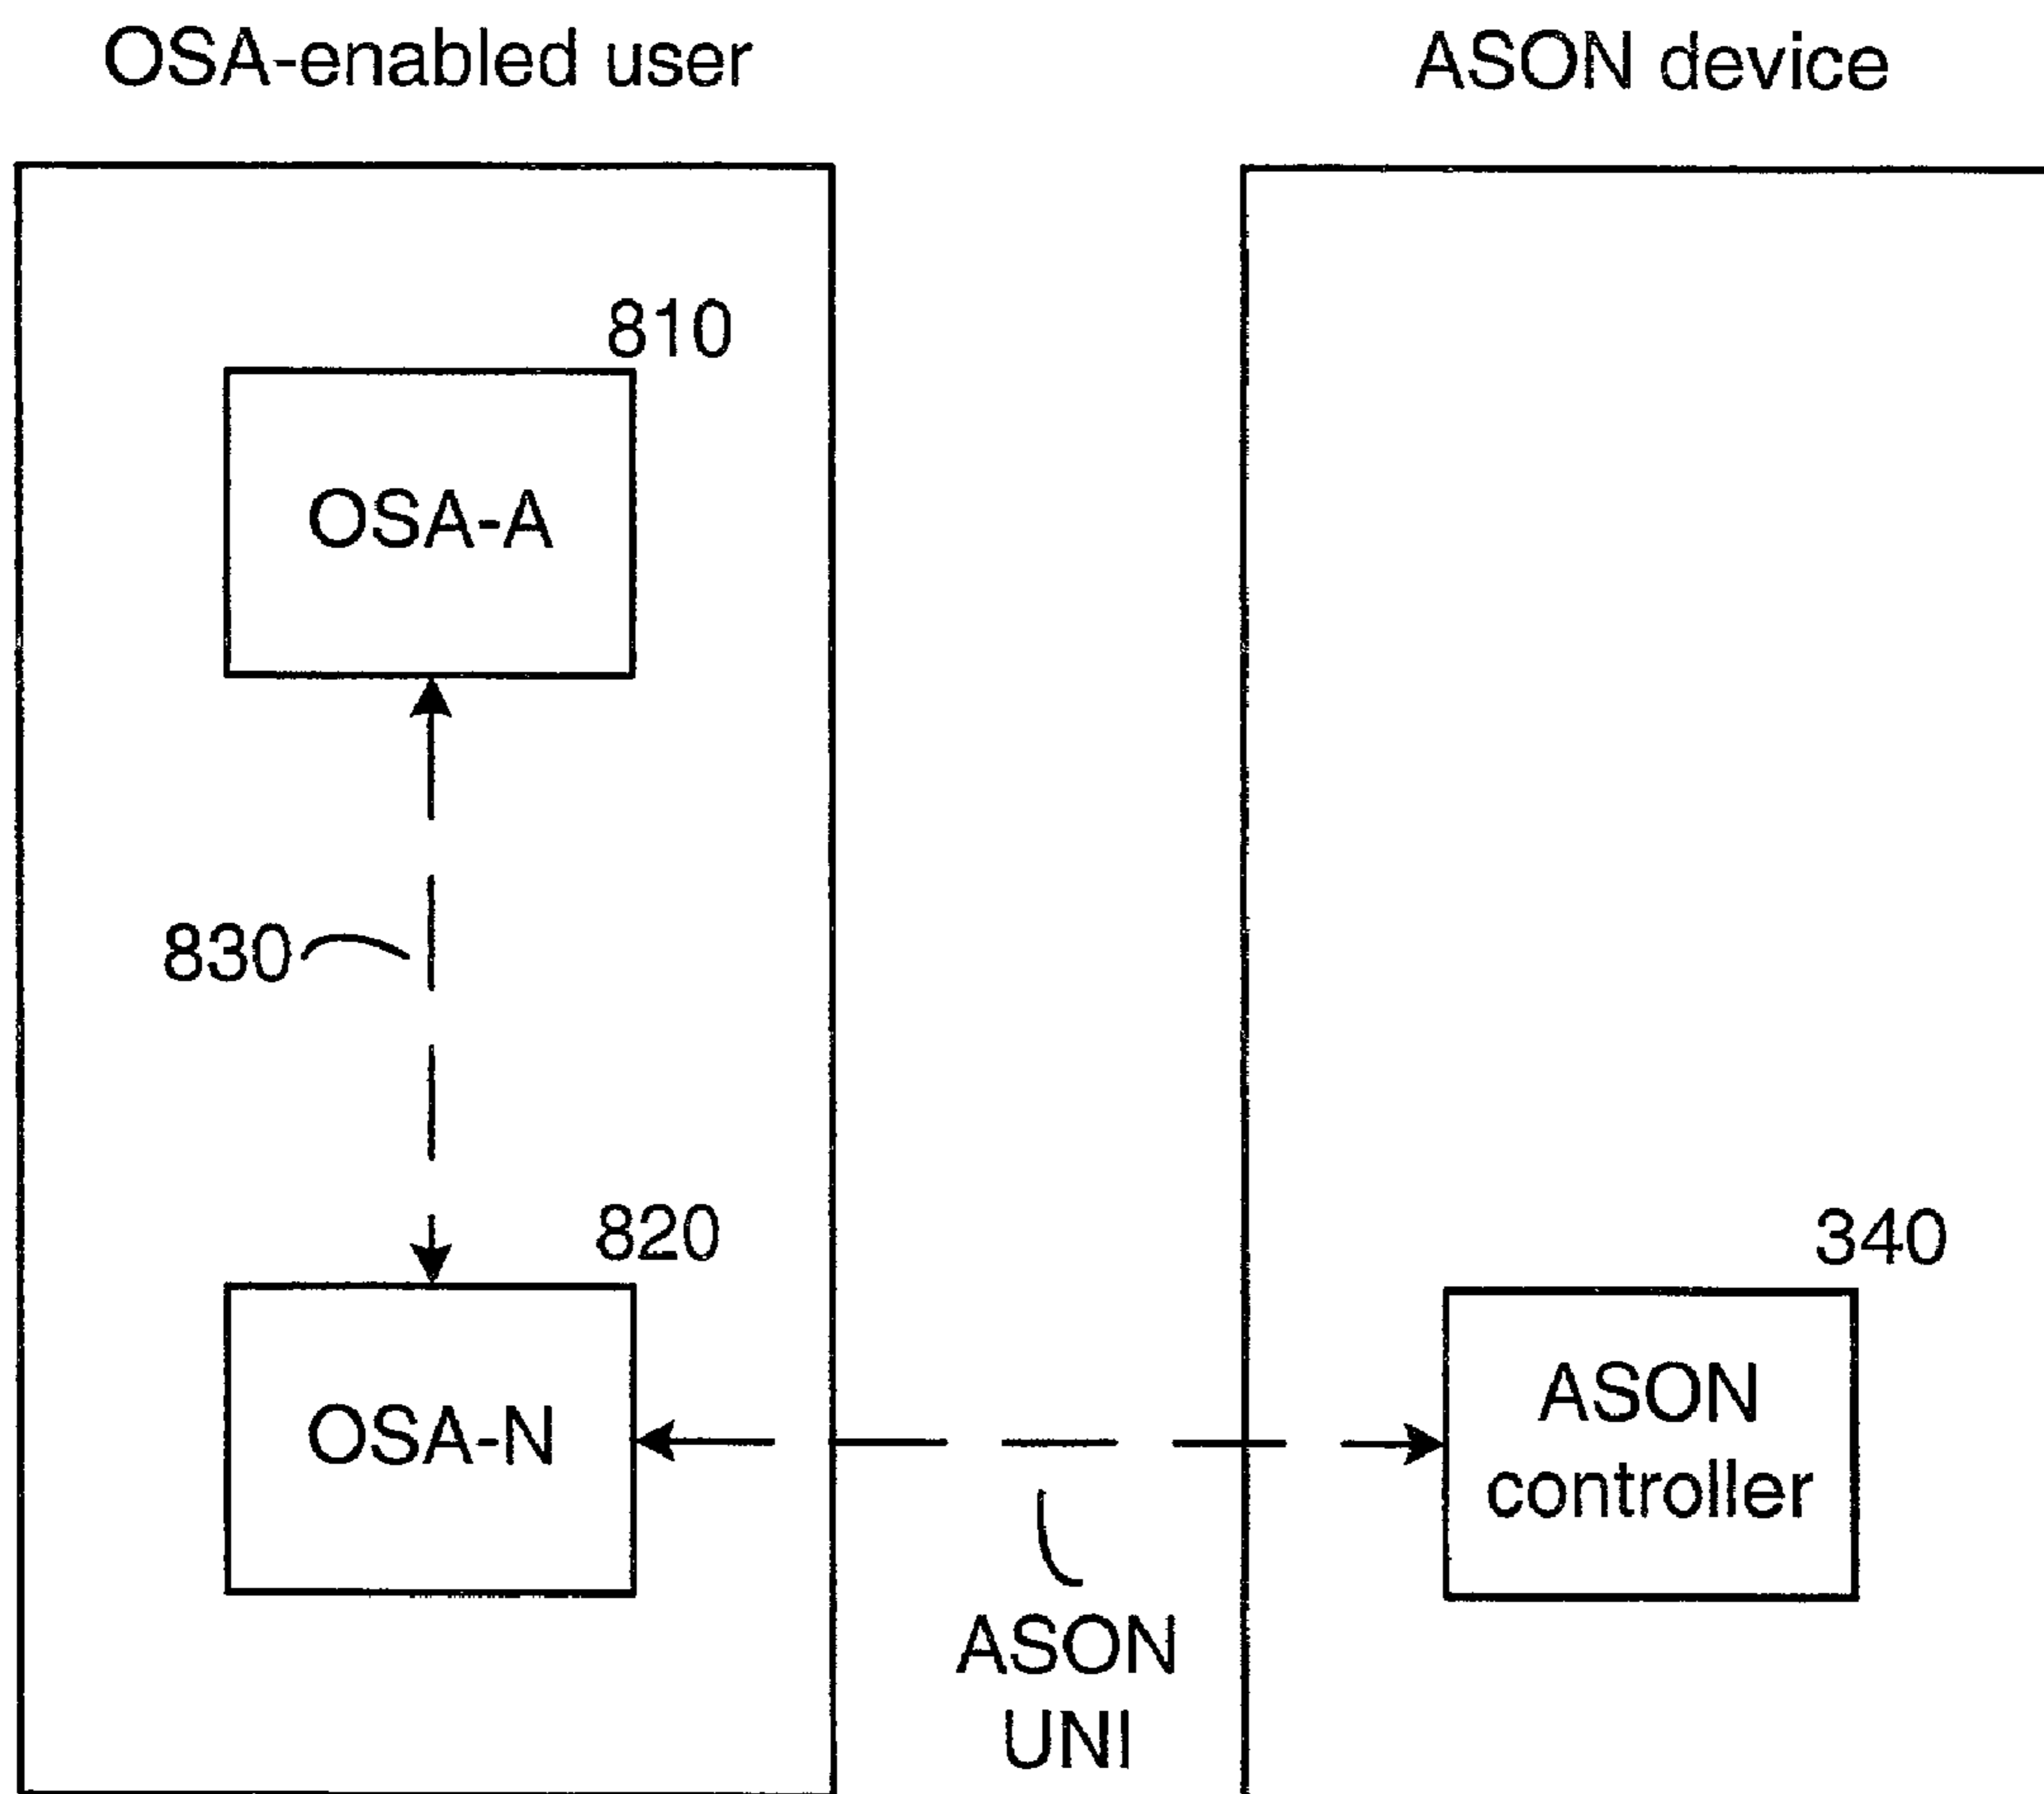 OSA-enabled user
ASON device
810
OSA-A
830
820
340
OSA-N
ASON
controller
ASON
UNI